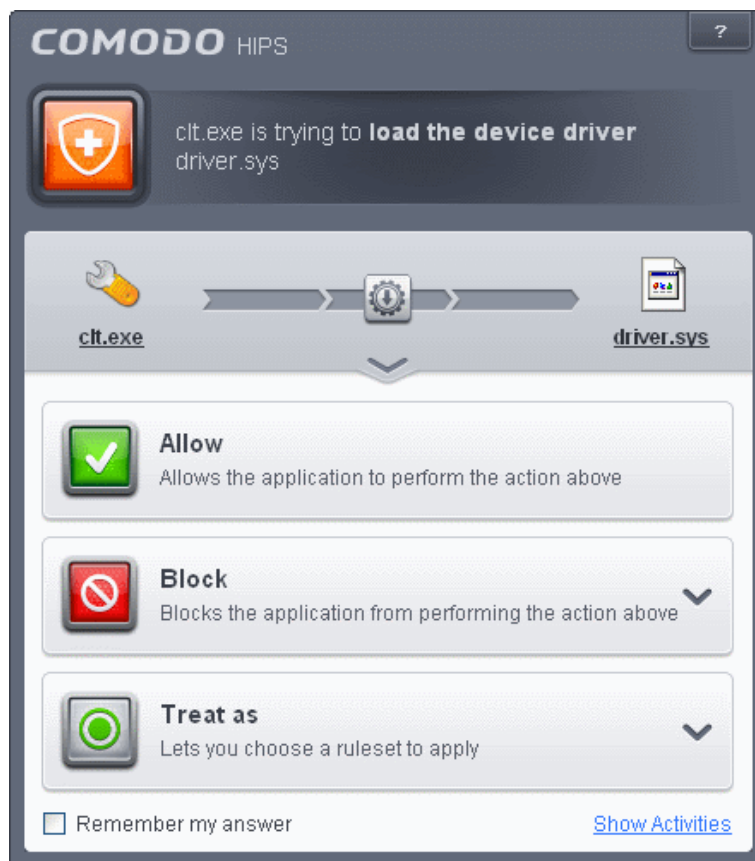 COMODO HIPS
?
clt.exe is trying to load the device driver
driver.sys
clt.exe
driver.sys
Allow
Allows the application to perform the action above
Block
Blocks the application from performing the action above
Treat as
Lets you choose a ruleset to apply
Remember my answer
Show Activities